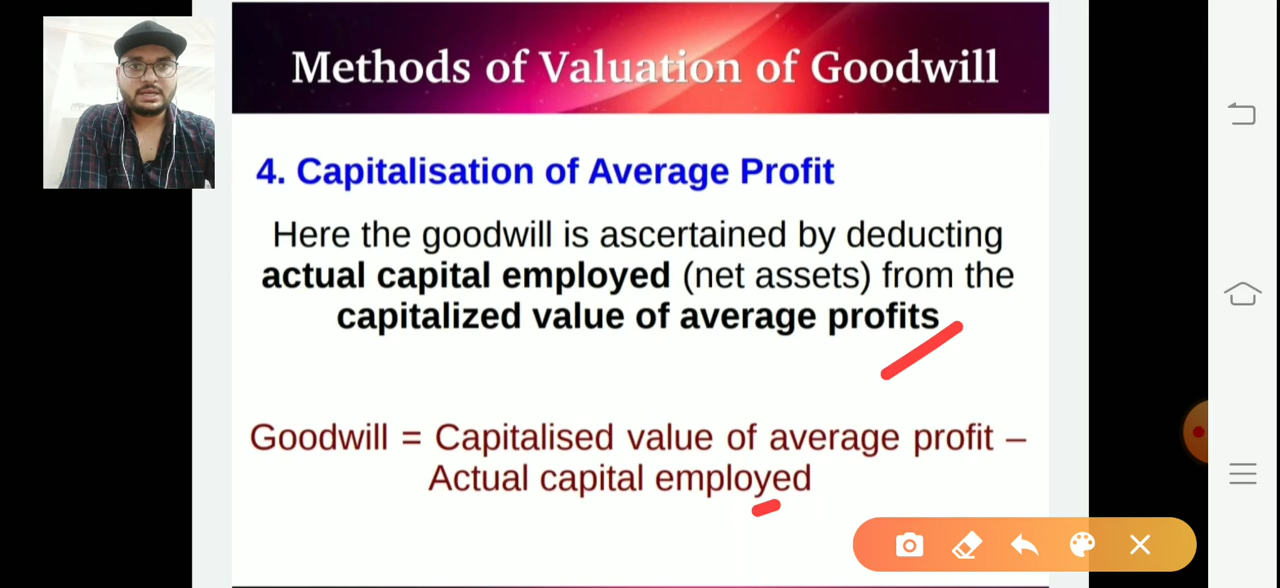 Methods of Valuation of Goodwill
4. Capitalisation of Average Profit
Here the goodwill is ascertained by deducting
actual capital employed (net assets) from the
capitalized value of average profits
Goodwill = Capitalised value of average profit –
Actual capital employed